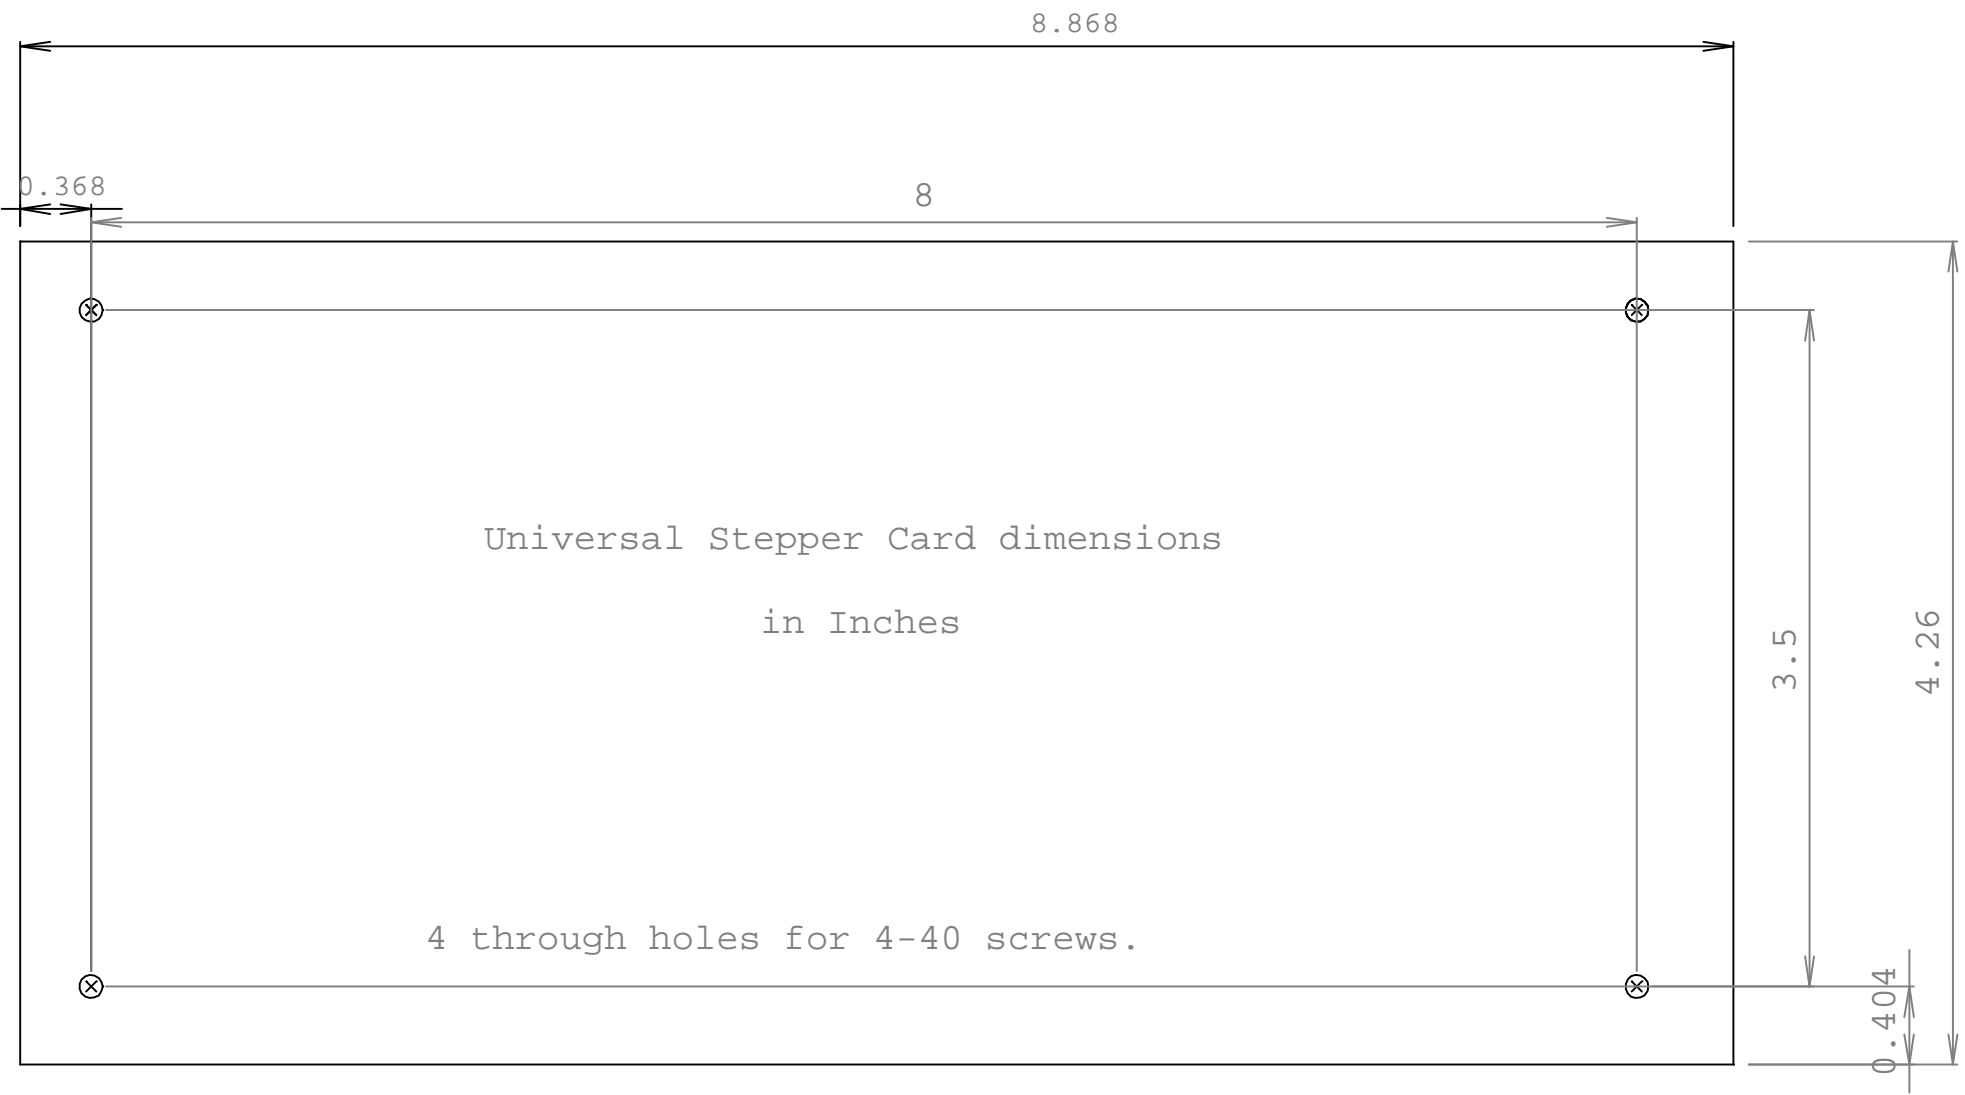 8.868
0.368
8
Universal Stepper Card dimensions
in Inches
3.5
4.26
4 through holes for 4-40 screws.
0.404